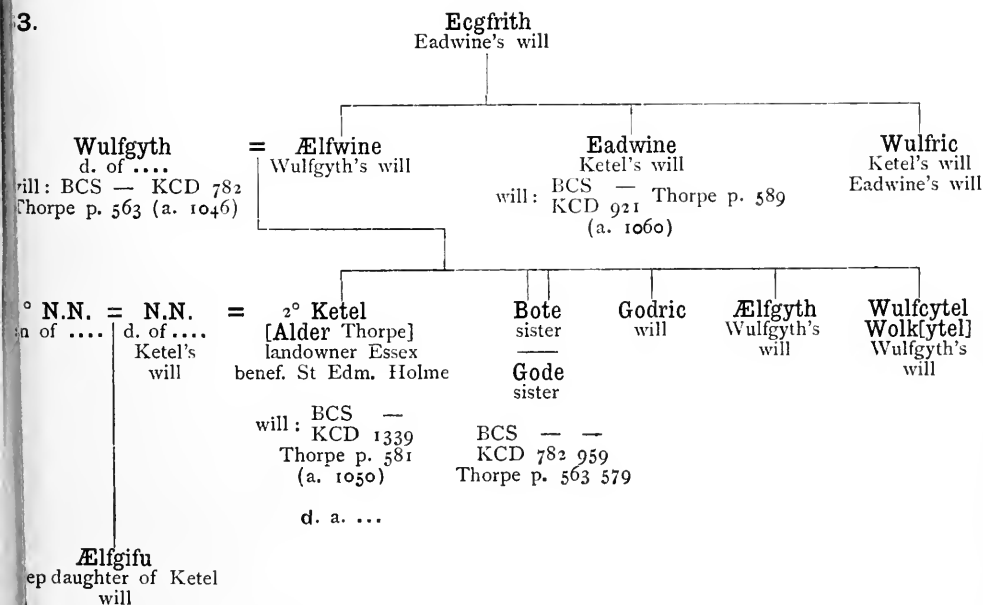 3.
Ecgfrith
Eadwine's will
Wulfgyth = Ælfwine Eadwine Wulfric
d. of .... Wulfgyth's will Ketel's will Ketel's will
will: BCS — KCD 782 will: BCS — Thorpe p. 589 Eadwine's will
Thorpe p. 563 (a. 1046) KCD 921
(a. 1060)
° N.N. = N.N. = 2° Ketel Bote Godric Ælfgyth Wulfcytel
n of .... d. of .... [Alder Thorpe] sister will Wulfgyth's Wolk[ytel]
Ketel's landowner Essex will Wulfgyth's
will benef. St Edm. Holme Gode will
sister
will: BCS —
KCD 1339
Thorpe p. 581
(a. 1050)
BCS — —
KCD 782 959
Thorpe p. 563 579
d. a. ...
Ælfgifu
ep daughter of Ketel
will